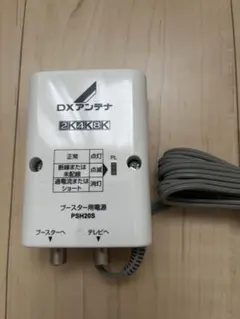 DXアンテナ
2K4K8K
正常 点灯
断線または
未配線 点滅
過電流または
ショート 消灯
PL
ブースター用電源
PSH20S
ブースターへ テレビへ